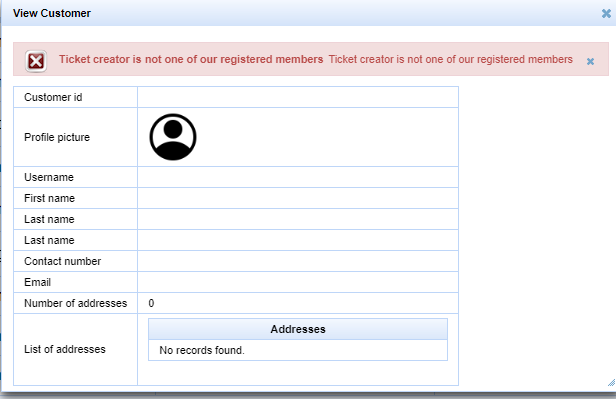 View Customer
Ticket creator is not one of our registered members Ticket creator is not one of our registered members
Customer id
Profile picture
Username
First name
Last name
Last name
Contact number
Email
Number of addresses 0
List of addresses
Addresses
No records found.